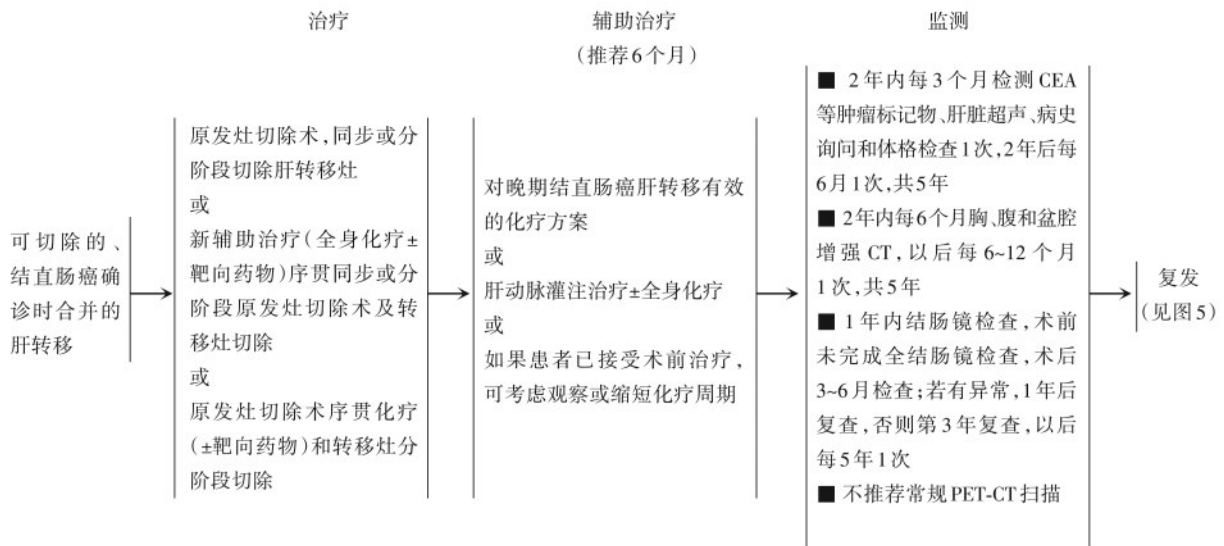 治疗
辅助治疗
（推荐6个月）
监测
可切除的、
结直肠癌确
诊时合并的
肝转移
原发灶切除术，同步或分
阶段切除肝转移灶
或
新辅助治疗（全身化疗±
靶向药物）序贯同步或分
阶段原发灶切除术及转
移灶切除
或
原发灶切除术序贯化疗
（±靶向药物）和转移灶分
阶段切除
对晚期结直肠癌肝转移有效
的化疗方案
或
肝动脉灌注治疗±全身化疗
或
如果患者已接受术前治疗，
可考虑观察或缩短化疗周期
■ 2年内每3个月检测CEA
等肿瘤标记物、肝脏超声、病史
询问和体格检查1次，2年后每
6月1次，共5年
■ 2年内每6个月胸、腹和盆腔
增强CT，以后每6~12个月
1次，共5年
■ 1年内结肠镜检查，术前
未完成全结肠镜检查，术后
3~6月检查；若有异常，1年后
复查，否则第3年复查，以后
每5年1次
■ 不推荐常规PET-CT扫描
复发
（见图5）